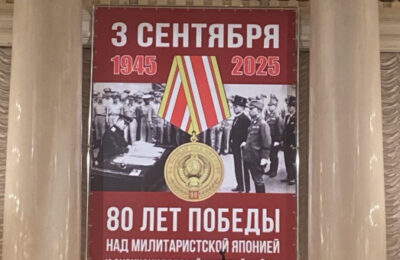 3 СЕНТЯБРЯ
1945 2025
80 ЛЕТ ПОБЕДЫ
НАД МИЛИТАРИСТСКОЙ ЯПОНИЕЙ